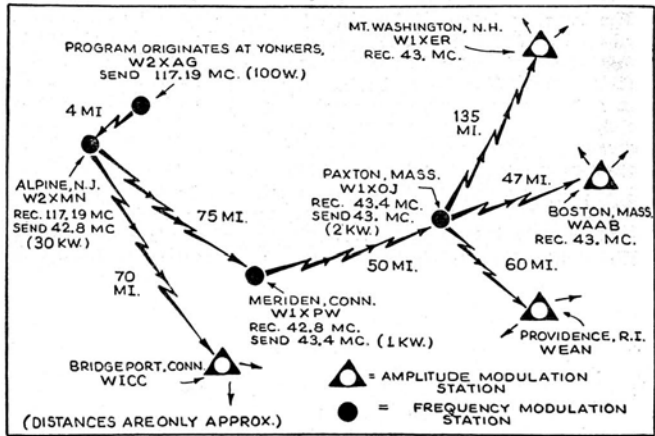 PROGRAM ORIGINATES AT YONKERS,
W2XAG
SEND 117.19 MC. (100W.)
MT. WASHINGTON, N.H.
W1XER
REC. 43. MC.
4 MI
135
MI.
ALPINE, N.J.
W2XMN
REC. 117.19 MC
SEND 42.8 MC
(30 KW.)
75 MI.
PAXTON, MASS.
W1XOJ
REC. 43.4 MC.
SEND 43. MC.
(2 KW.)
47 MI.
BOSTON, MASS.
WAAB
REC. 43. MC.
70
MI.
50 MI.
60 MI.
MERIDEN, CONN.
W1XPW
REC. 42.8 MC.
SEND 43.4 MC. (1 KW.)
PROVIDENCE, R.I.
WEAN
BRIDGEPORT, CONN.
WICC
= AMPLITUDE MODULATION
STATION
(DISTANCES ARE ONLY APPROX.)
= FREQUENCY MODULATION
STATION